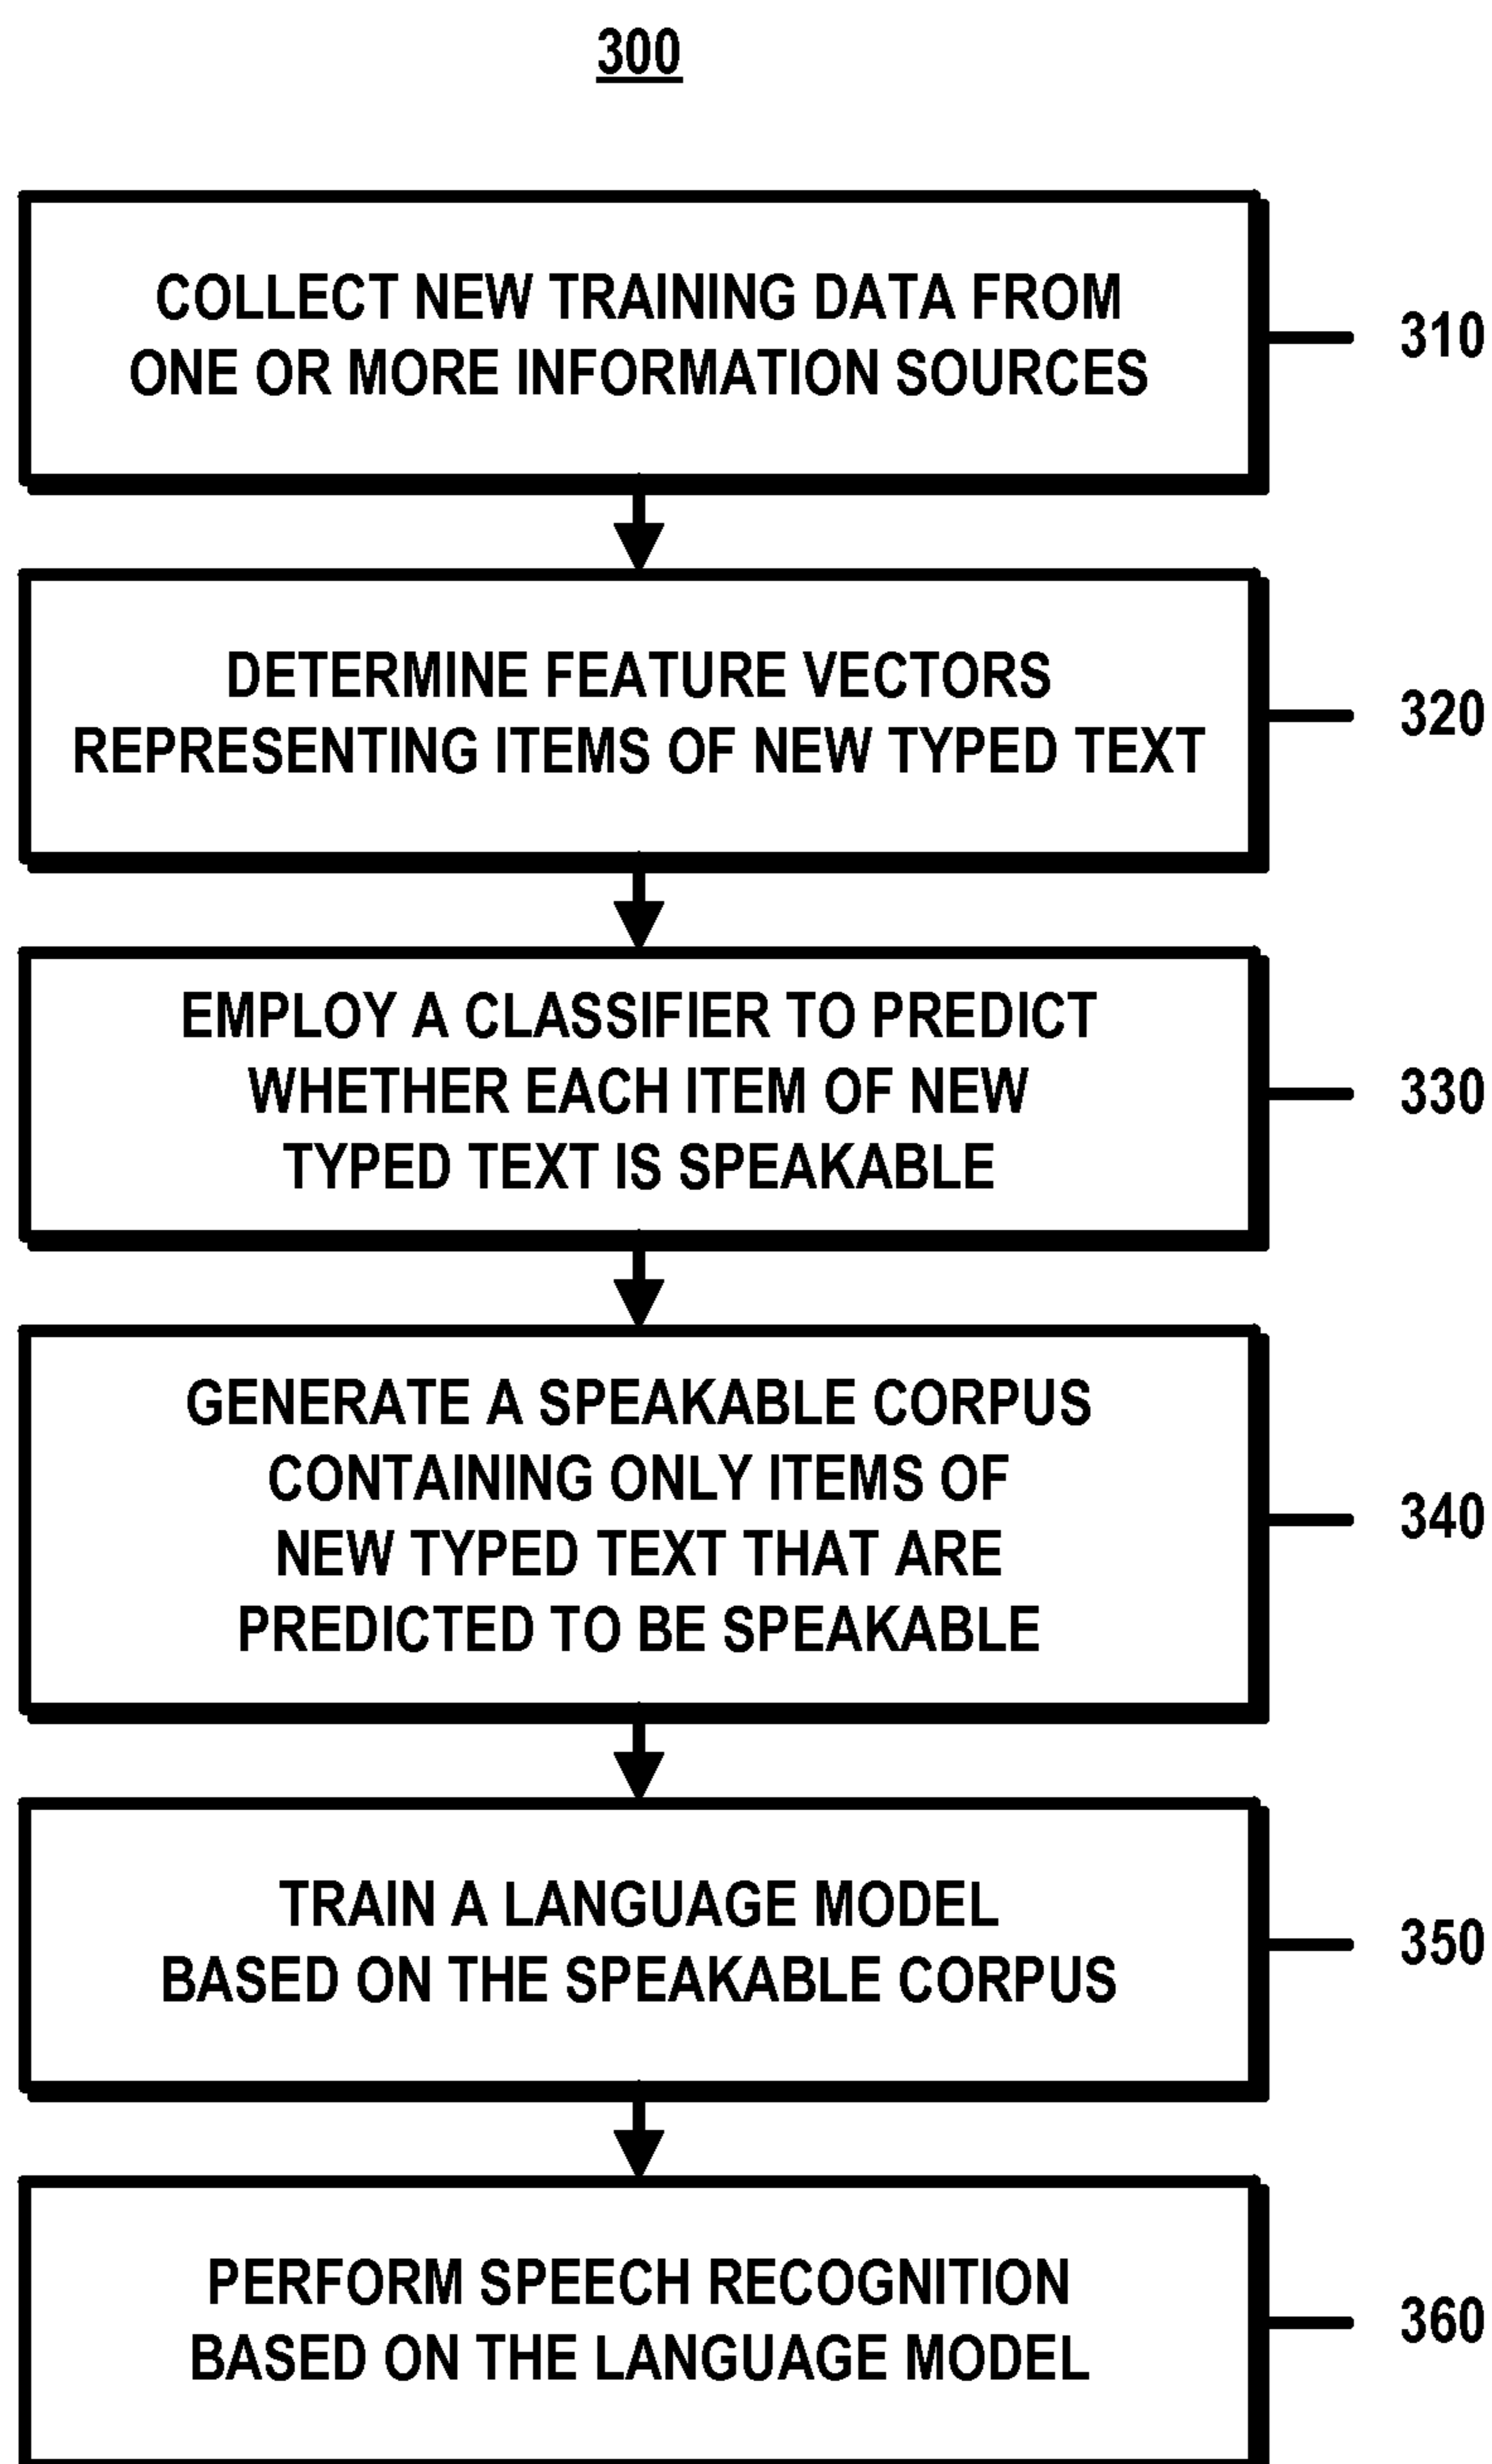 300
COLLECT NEW TRAINING DATA FROM
ONE OR MORE INFORMATION SOURCES
310
DETERMINE FEATURE VECTORS
REPRESENTING ITEMS OF NEW TYPED TEXT
320
EMPLOY A CLASSIFIER TO PREDICT
WHETHER EACH ITEM OF NEW
TYPED TEXT IS SPEAKABLE
330
GENERATE A SPEAKABLE CORPUS
CONTAINING ONLY ITEMS OF
NEW TYPED TEXT THAT ARE
PREDICTED TO BE SPEAKABLE
340
TRAIN A LANGUAGE MODEL
BASED ON THE SPEAKABLE CORPUS
350
PERFORM SPEECH RECOGNITION
BASED ON THE LANGUAGE MODEL
360